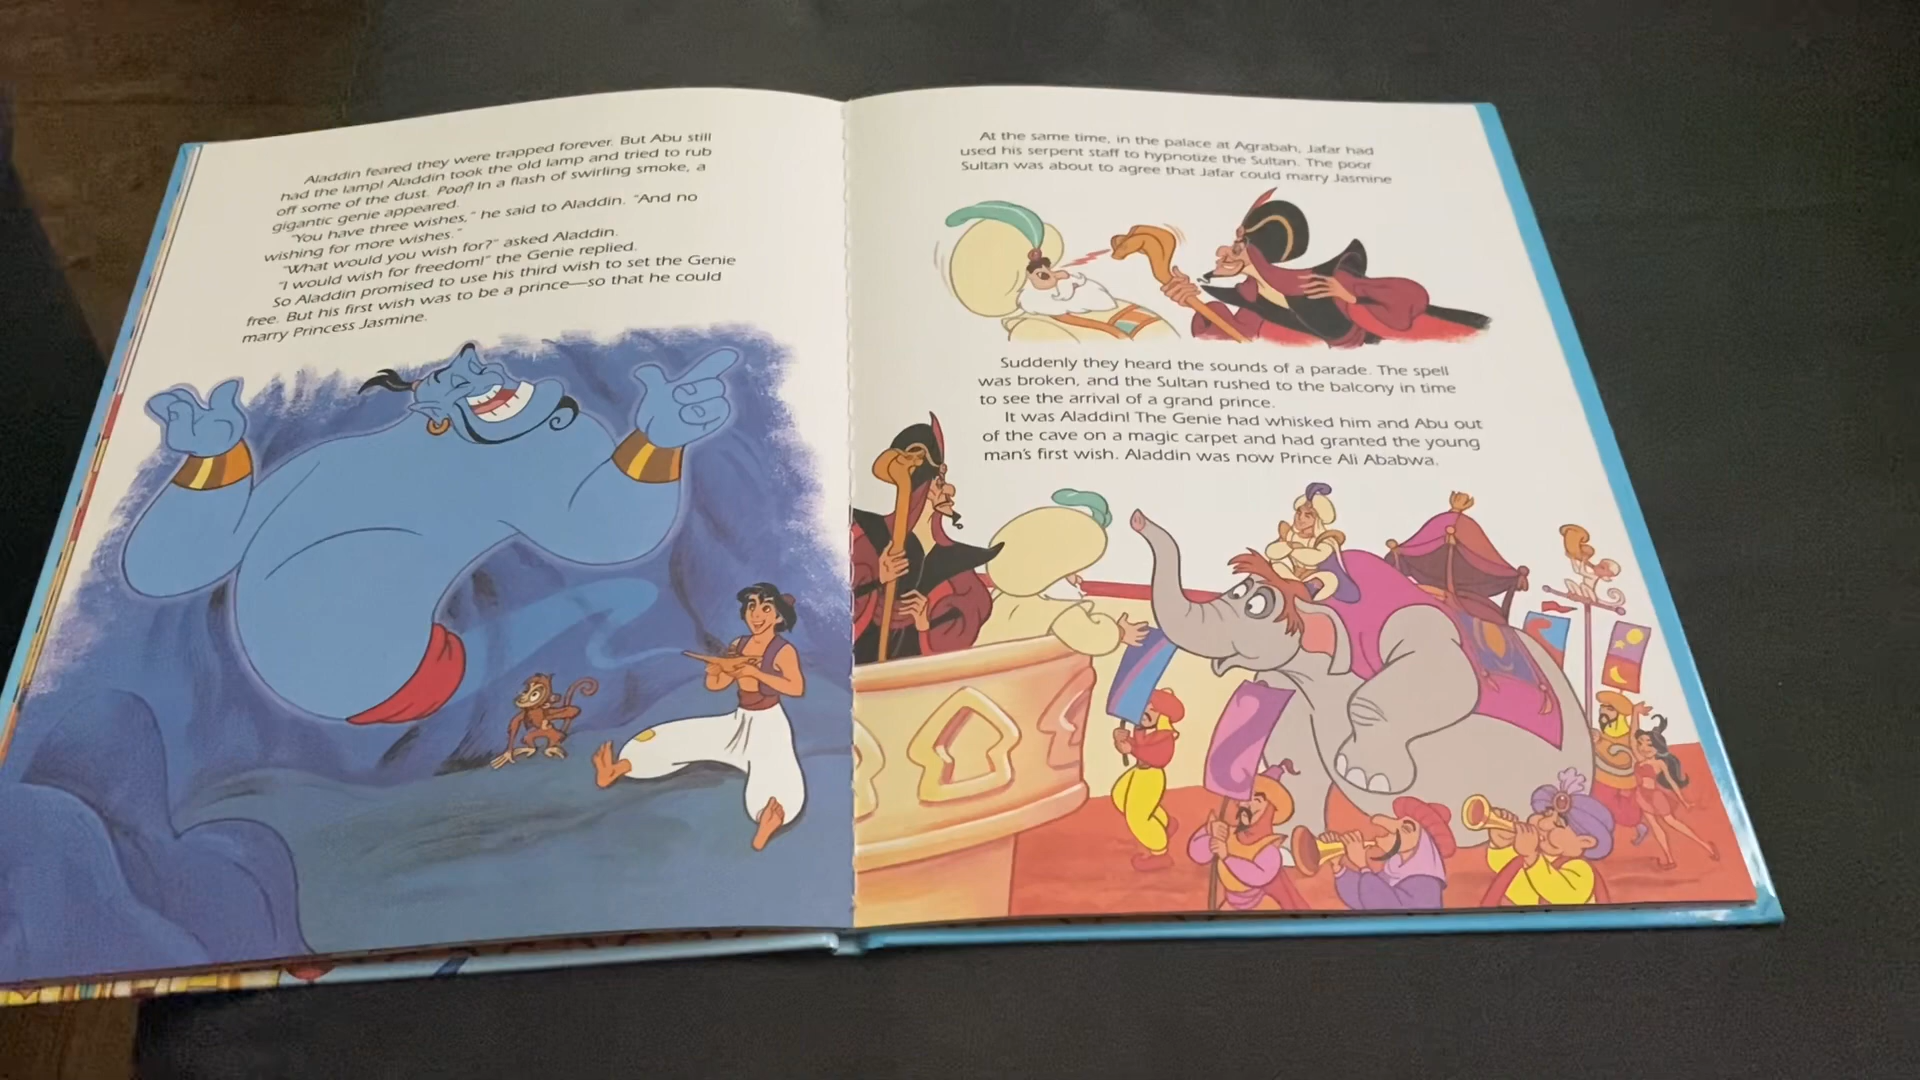 Aladdin feared they were trapped forever. But Abu still
had the lamp! Aladdin took the old lamp and tried to rub
off some of the dust. Poof! In a flash of swirling smoke, a
gigantic genie appeared.
"You have three wishes," he said to Aladdin. "And no
wishing for more wishes."
"What would you wish for?" asked Aladdin.
"I would wish for freedom!" the Genie replied.
So Aladdin promised to use his third wish to set the Genie
free. But his first wish was to be a prince—so that he could
marry Princess Jasmine.
At the same time, in the palace at Agrabah, Jafar had
used his serpent staff to hypnotize the Sultan. The poor
Sultan was about to agree that Jafar could marry Jasmine
Suddenly they heard the sounds of a parade. The spell
was broken, and the Sultan rushed to the balcony in time
to see the arrival of a grand prince.
It was Aladdin! The Genie had whisked him and Abu out
of the cave on a magic carpet and had granted the young
man's first wish. Aladdin was now Prince Ali Ababwa.